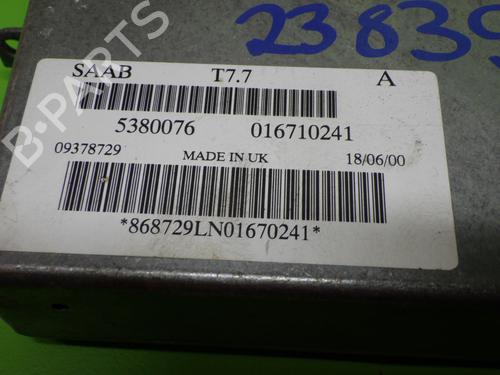 23839
SAAB T7.7 A
5380076 016710241
09378729 MADE IN UK 18/06/00
*868729LN01670241*
B-PARTS